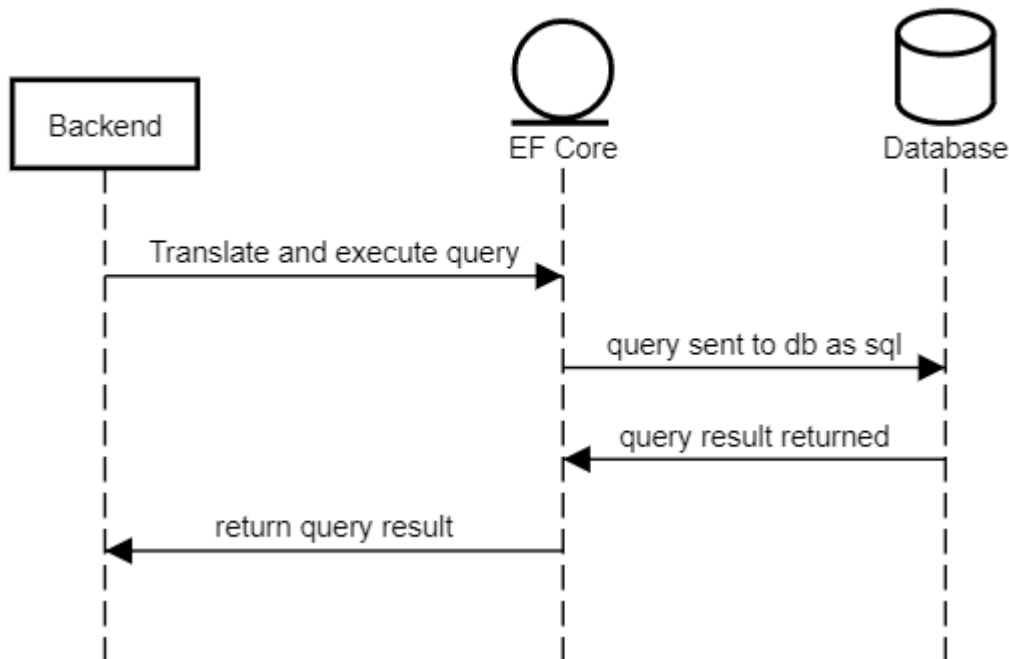 Backend
EF Core
Database
Translate and execute query
query sent to db as sql
query result returned
return query result